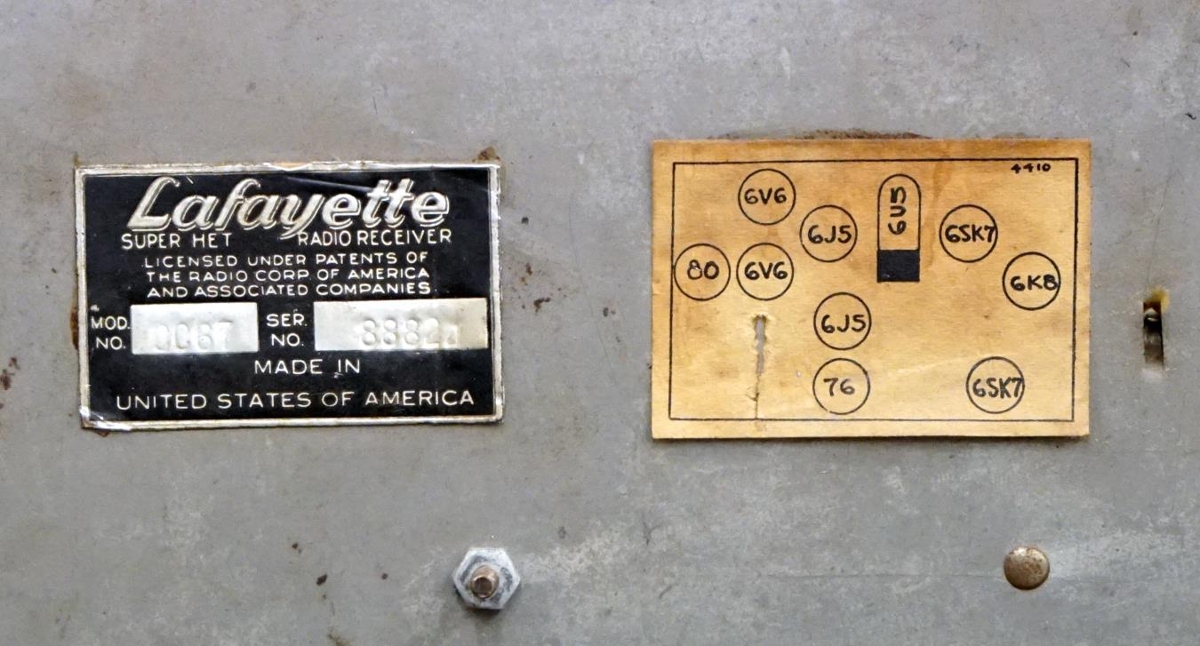 Lafayette
SUPER HET RADIO RECEIVER
LICENSED UNDER PATENTS OF
THE RADIO CORP. OF AMERICA
AND ASSOCIATED COMPANIES
MOD. NO.
SER. NO.
MADE IN
UNITED STATES OF AMERICA
4410
6V6
6U5
6J5
6SK7
80
6V6
6K8
6J5
76
6SK7